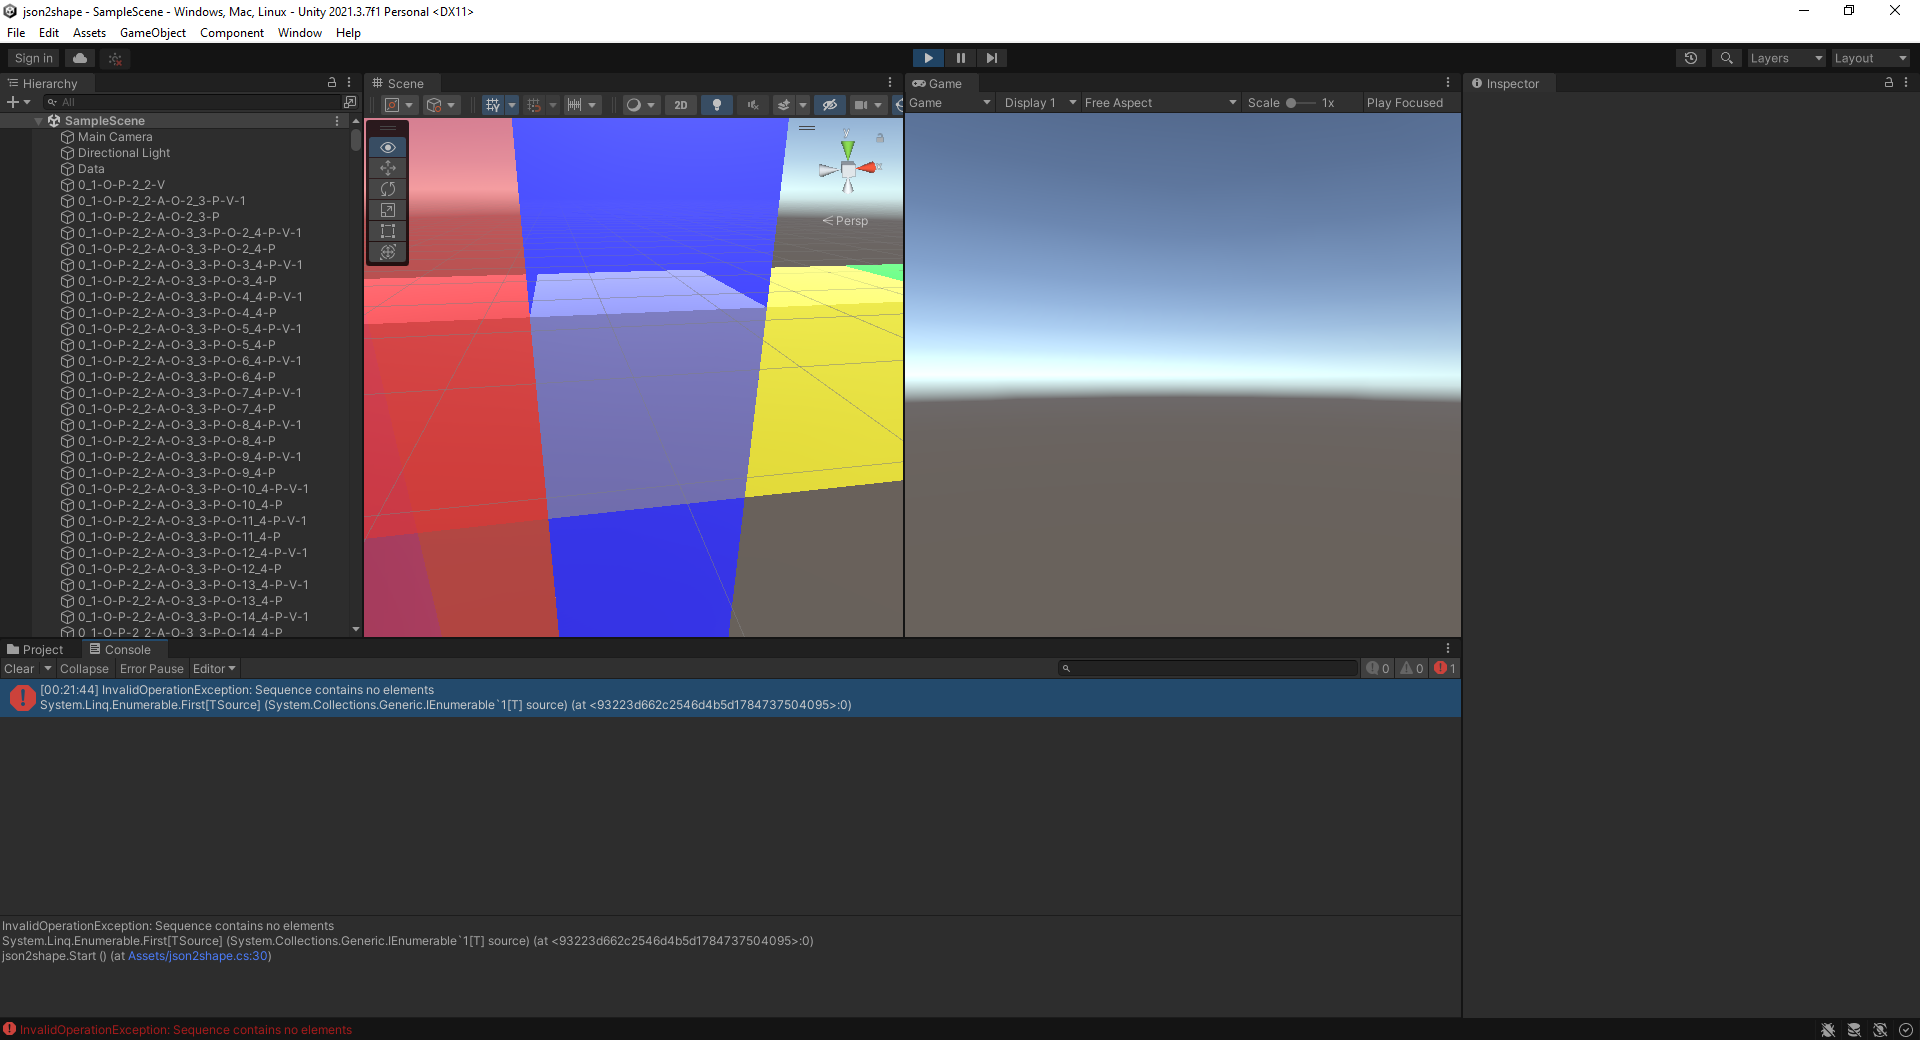 json2shape - SampleScene - Windows, Mac, Linux - Unity 2021.3.7f1 Personal <DX11>
File Edit Assets GameObject Component Window Help
Sign in
Layers
Layout
Hierarchy
All
SampleScene
Main Camera
Directional Light
Data
0_1-O-P-2_2-V
0_1-O-P-2_2-A-O-2_3-P-V-1
0_1-O-P-2_2-A-O-2_3-P
0_1-O-P-2_2-A-O-3_3-P-O-2_4-P-V-1
0_1-O-P-2_2-A-O-3_3-P-O-2_4-P
0_1-O-P-2_2-A-O-3_3-P-O-3_4-P-V-1
0_1-O-P-2_2-A-O-3_3-P-O-3_4-P
0_1-O-P-2_2-A-O-3_3-P-O-4_4-P-V-1
0_1-O-P-2_2-A-O-3_3-P-O-4_4-P
0_1-O-P-2_2-A-O-3_3-P-O-5_4-P-V-1
0_1-O-P-2_2-A-O-3_3-P-O-5_4-P
0_1-O-P-2_2-A-O-3_3-P-O-6_4-P-V-1
0_1-O-P-2_2-A-O-3_3-P-O-6_4-P
0_1-O-P-2_2-A-O-3_3-P-O-7_4-P-V-1
0_1-O-P-2_2-A-O-3_3-P-O-7_4-P
0_1-O-P-2_2-A-O-3_3-P-O-8_4-P-V-1
0_1-O-P-2_2-A-O-3_3-P-O-8_4-P
0_1-O-P-2_2-A-O-3_3-P-O-9_4-P-V-1
0_1-O-P-2_2-A-O-3_3-P-O-9_4-P
0_1-O-P-2_2-A-O-3_3-P-O-10_4-P-V-1
0_1-O-P-2_2-A-O-3_3-P-O-10_4-P
0_1-O-P-2_2-A-O-3_3-P-O-11_4-P-V-1
0_1-O-P-2_2-A-O-3_3-P-O-11_4-P
0_1-O-P-2_2-A-O-3_3-P-O-12_4-P-V-1
0_1-O-P-2_2-A-O-3_3-P-O-12_4-P
0_1-O-P-2_2-A-O-3_3-P-O-13_4-P-V-1
0_1-O-P-2_2-A-O-3_3-P-O-13_4-P
0_1-O-P-2_2-A-O-3_3-P-O-14_4-P-V-1
0_1-O-P-2_2-A-O-3_3-P-O-14_4-P
Scene
2D
y
x
Persp
Game
Game Display 1 Free Aspect Scale 1x Play Focused
Inspector
Project Console
Clear Collapse Error Pause Editor
0 0 1
[00:21:44] InvalidOperationException: Sequence contains no elements
System.Linq.Enumerable.First[TSource] (System.Collections.Generic.IEnumerable`1[T] source) (at <93223d662c2546d4b5d1784737504095>:0)
InvalidOperationException: Sequence contains no elements
System.Linq.Enumerable.First[TSource] (System.Collections.Generic.IEnumerable`1[T] source) (at <93223d662c2546d4b5d1784737504095>:0)
json2shape.Start () (at Assets/json2shape.cs:30)
InvalidOperationException: Sequence contains no elements